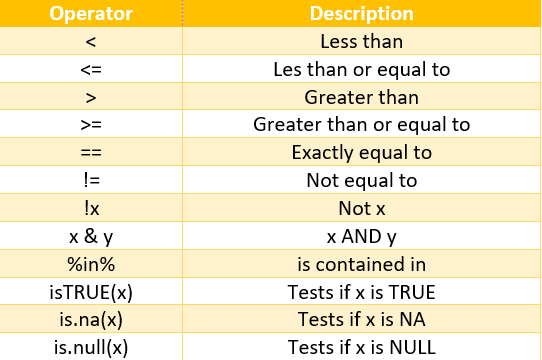 Operator Description
< Less than
<= Les than or equal to
> Greater than
>= Greater than or equal to
== Exactly equal to
!= Not equal to
!x Not x
x & y x AND y
%in% is contained in
isTRUE(x) Tests if x is TRUE
is.na(x) Tests if x is NA
is.null(x) Tests if x is NULL